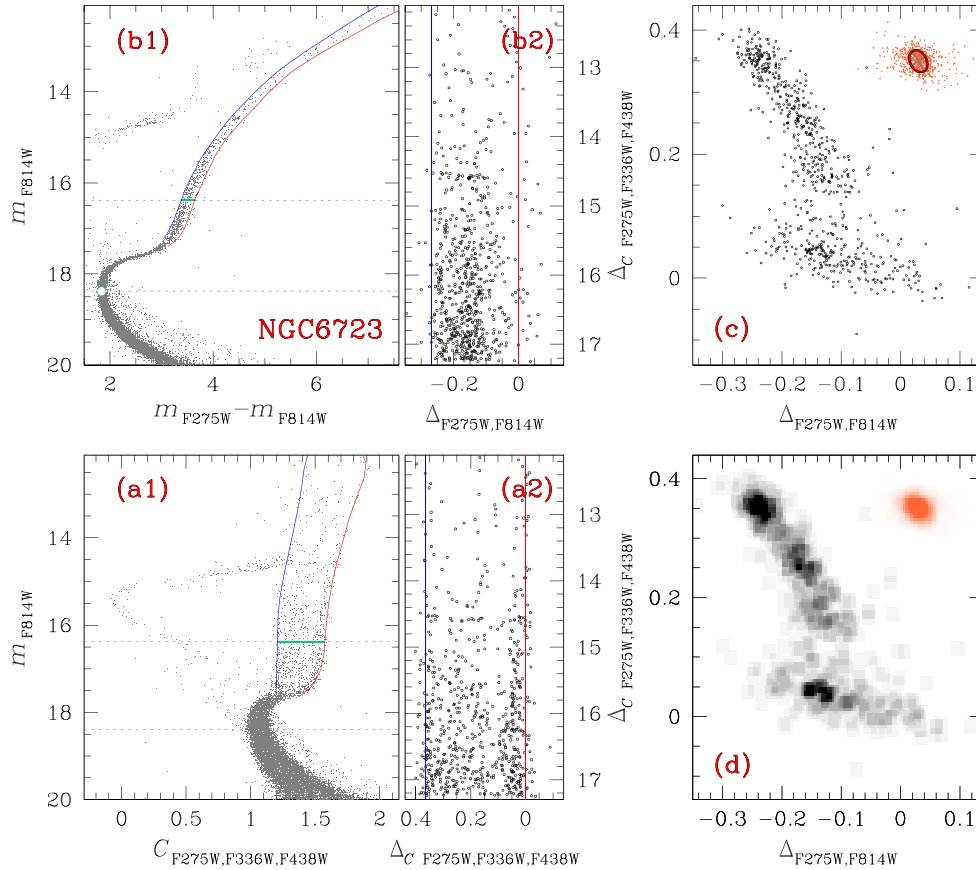 (b1)
NGC6723
14
16
18
20
2 4 6
m F814W
m F275W−m F814W
(b2)
13
14
15
16
17
−0.2 0
Δ F275W,F814W
(c)
0.4
0.2
0
−0.3 −0.2 −0.1 0 0.1
Δ C F275W,F336W,F438W
Δ F275W,F814W
(a1)
14
16
18
20
0 0.5 1 1.5 2
m F814W
C F275W,F336W,F438W
(a2)
13
14
15
16
17
0.4 0.2 0
Δ C F275W,F336W,F438W
(d)
0.4
0.2
0
−0.3 −0.2 −0.1 0 0.1
Δ C F275W,F336W,F438W
Δ F275W,F814W